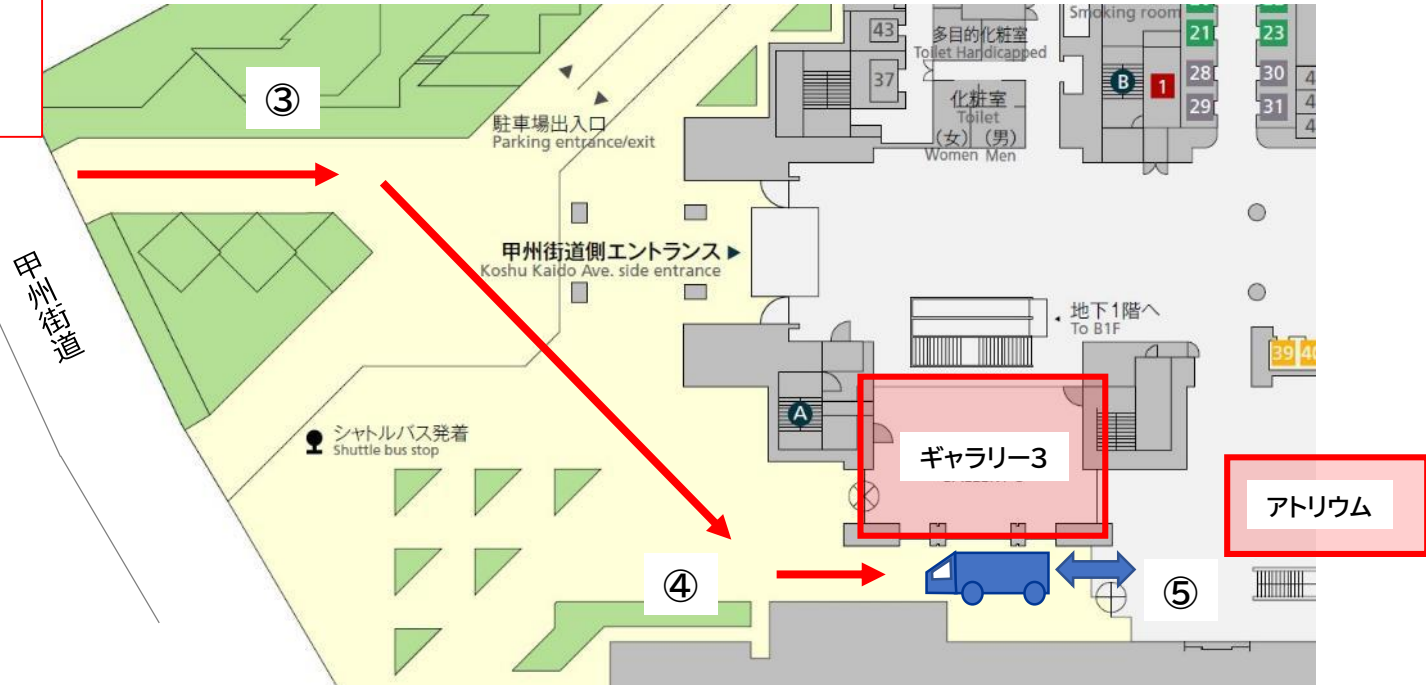 Smoking room
43
多目的化粧室
Toilet Handicapped
21
23
37
B
1
28
30
29
31
③
化粧室
Toilet
(女) (男)
Women Men
駐車場出入口
Parking entrance/exit
甲州街道側エントランス
Koshu Kaido Ave. side entrance
甲州街道
地下1階へ
To B1F
39
40
A
シャトルバス発着
Shuttle bus stop
ギャラリー3
アトリウム
④
⑤